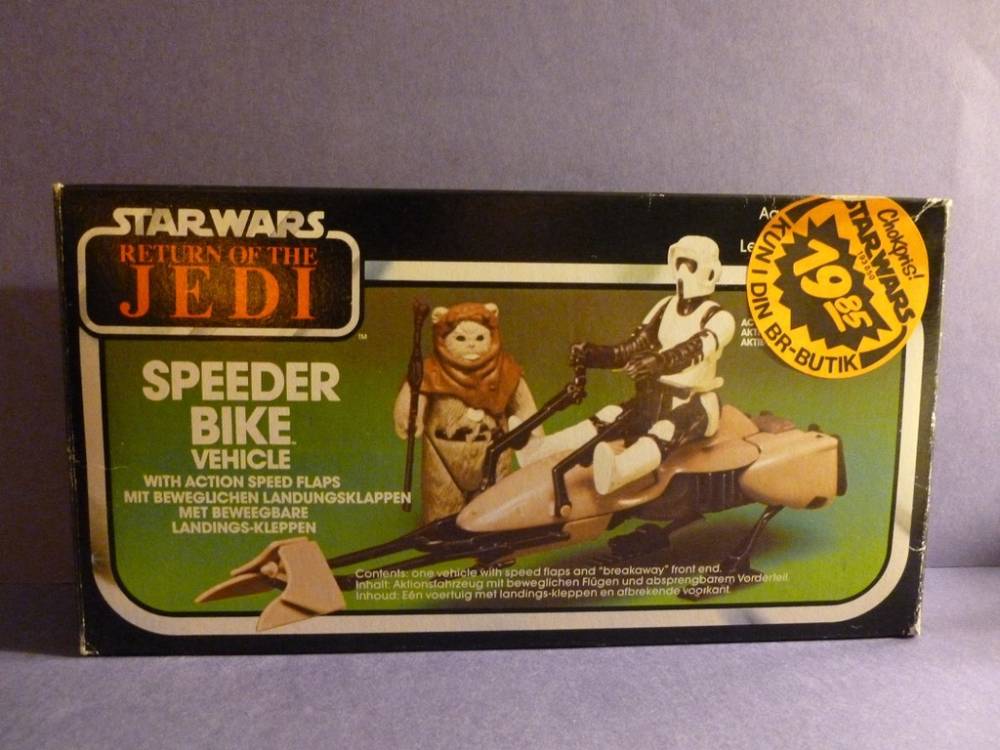 STAR WARS
RETURN OF THE
JEDI
TM
SPEEDER
BIKE
VEHICLE
WITH ACTION SPEED FLAPS
MIT BEWEGLICHEN LANDUNGSKLAPPEN
MET BEWEEGBARE
LANDINGS-KLEPPEN
Contents: one vehicle with speed flaps and "breakaway" front end.
Inhalt: Aktionsfahrzeug mit beweglichen Flügen und absprengbarem Vorderteil.
Inhoud: Eén voertuig met landings-kleppen en afbrekende voorkant.
Chokpris!
STAR WARS
19 85
KUN I DIN BR-BUTIK